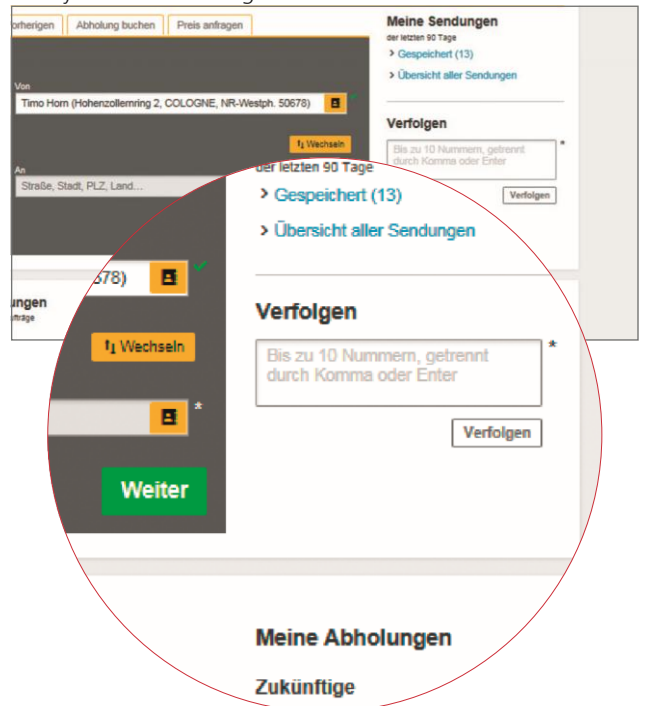 orherigen
Abholung buchen
Preis anfragen
Meine Sendungen
der letzten 90 Tage
> Gespeichert (13)
> Übersicht aller Sendungen
Von
Timo Horn (Hohenzollernring 2, COLOGNE, NR-Westph. 50678)
Verfolgen
Bis zu 10 Nummern, getrennt
durch Komma oder Enter
*
Wechseln
An
Straße, Stadt, PLZ, Land...
Verfolgen
ungen
der letzten 90 Tage
> Gespeichert (13)
> Übersicht aller Sendungen
678)
Verfolgen
Wechseln
Bis zu 10 Nummern, getrennt
durch Komma oder Enter
*
*
Verfolgen
Weiter
Meine Abholungen
Zukünftige